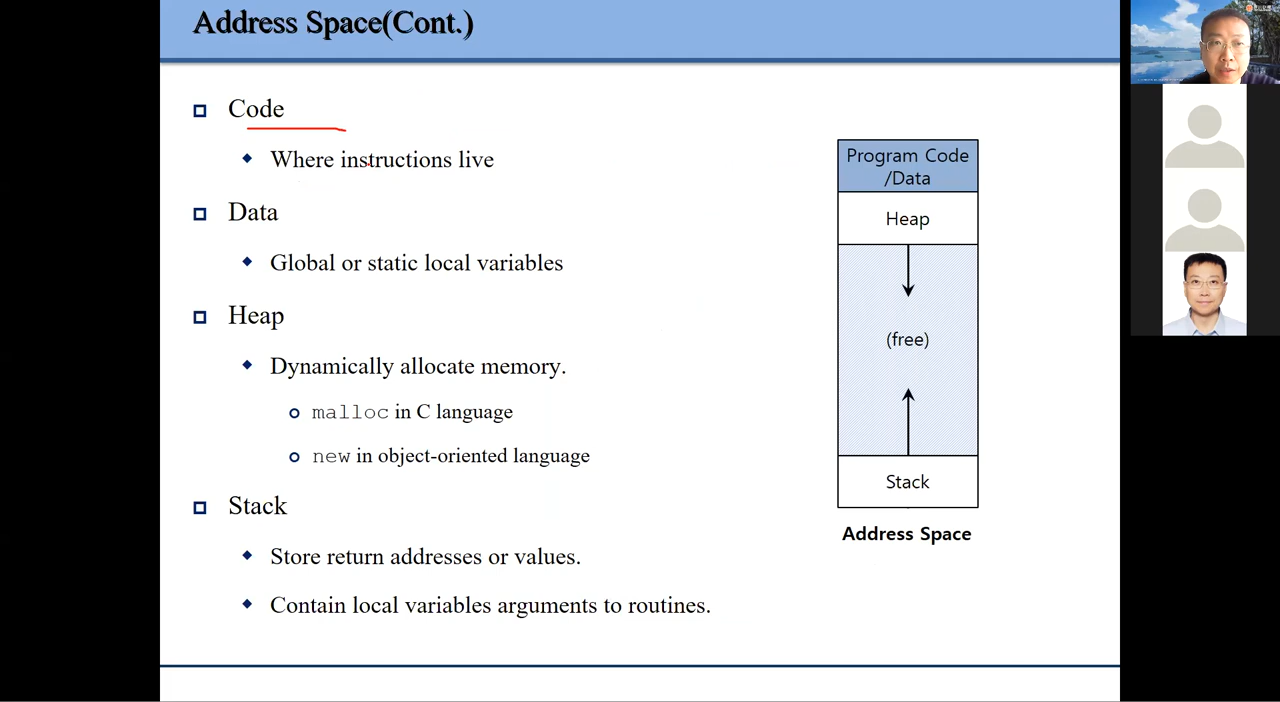 Address Space(Cont.)
Code
Where instructions live
Data
Global or static local variables
Heap
Dynamically allocate memory.
malloc in C language
new in object-oriented language
Stack
Store return addresses or values.
Contain local variables arguments to routines.
Program Code
/Data
Heap
(free)
Stack
Address Space